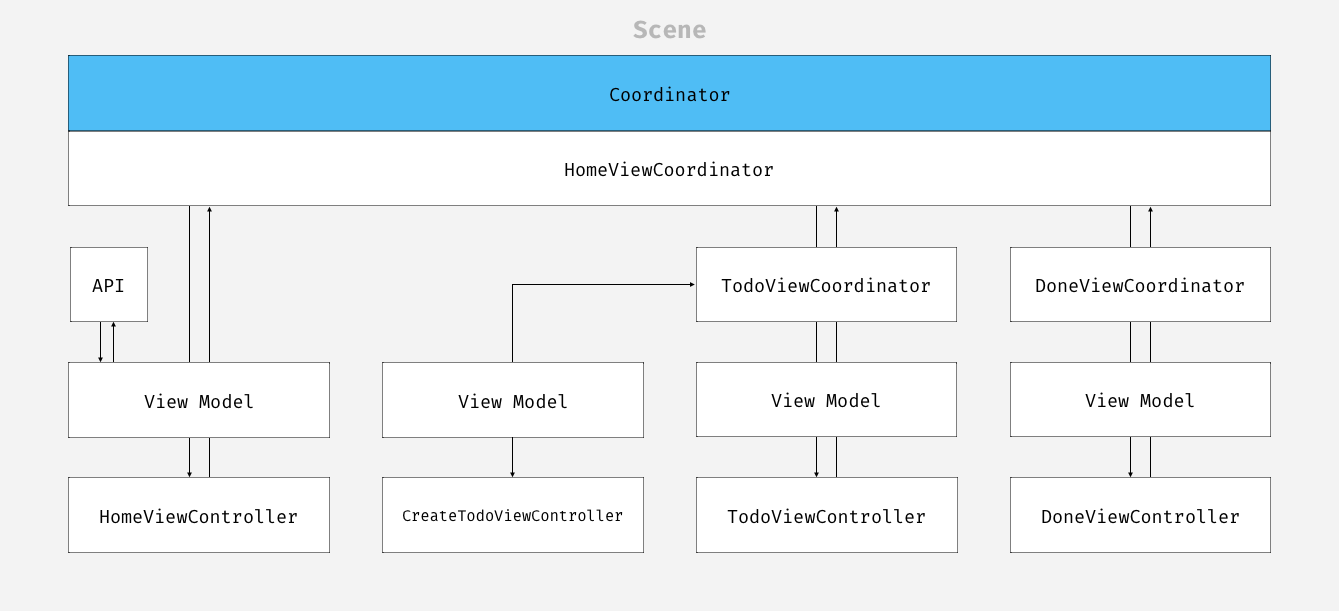 Scene
Coordinator
HomeViewCoordinator
API
TodoViewCoordinator
DoneViewCoordinator
View Model
View Model
View Model
View Model
HomeViewController
CreateTodoViewController
TodoViewController
DoneViewController